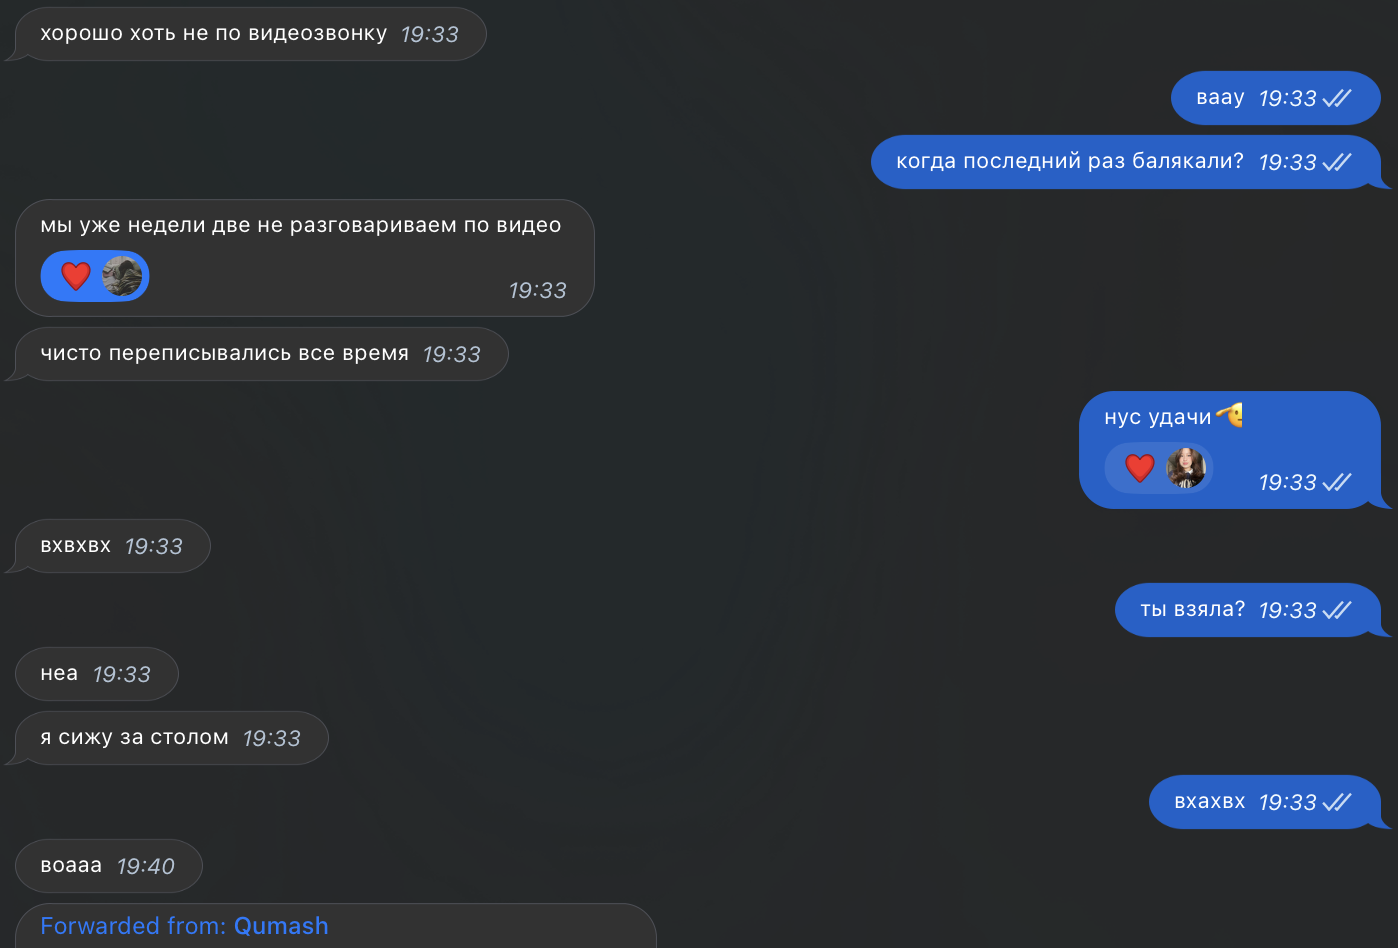 хорошо хоть не по видеозвонку 19:33
ваау 19:33
когда последний раз балякали? 19:33
мы уже недели две не разговариваем по видео
19:33
чисто переписывались все время 19:33
нус удачи
19:33
вхвхвх 19:33
ты взяла? 19:33
неа 19:33
я сижу за столом 19:33
вхахвх 19:33
воааа 19:40
Forwarded from: Qumash